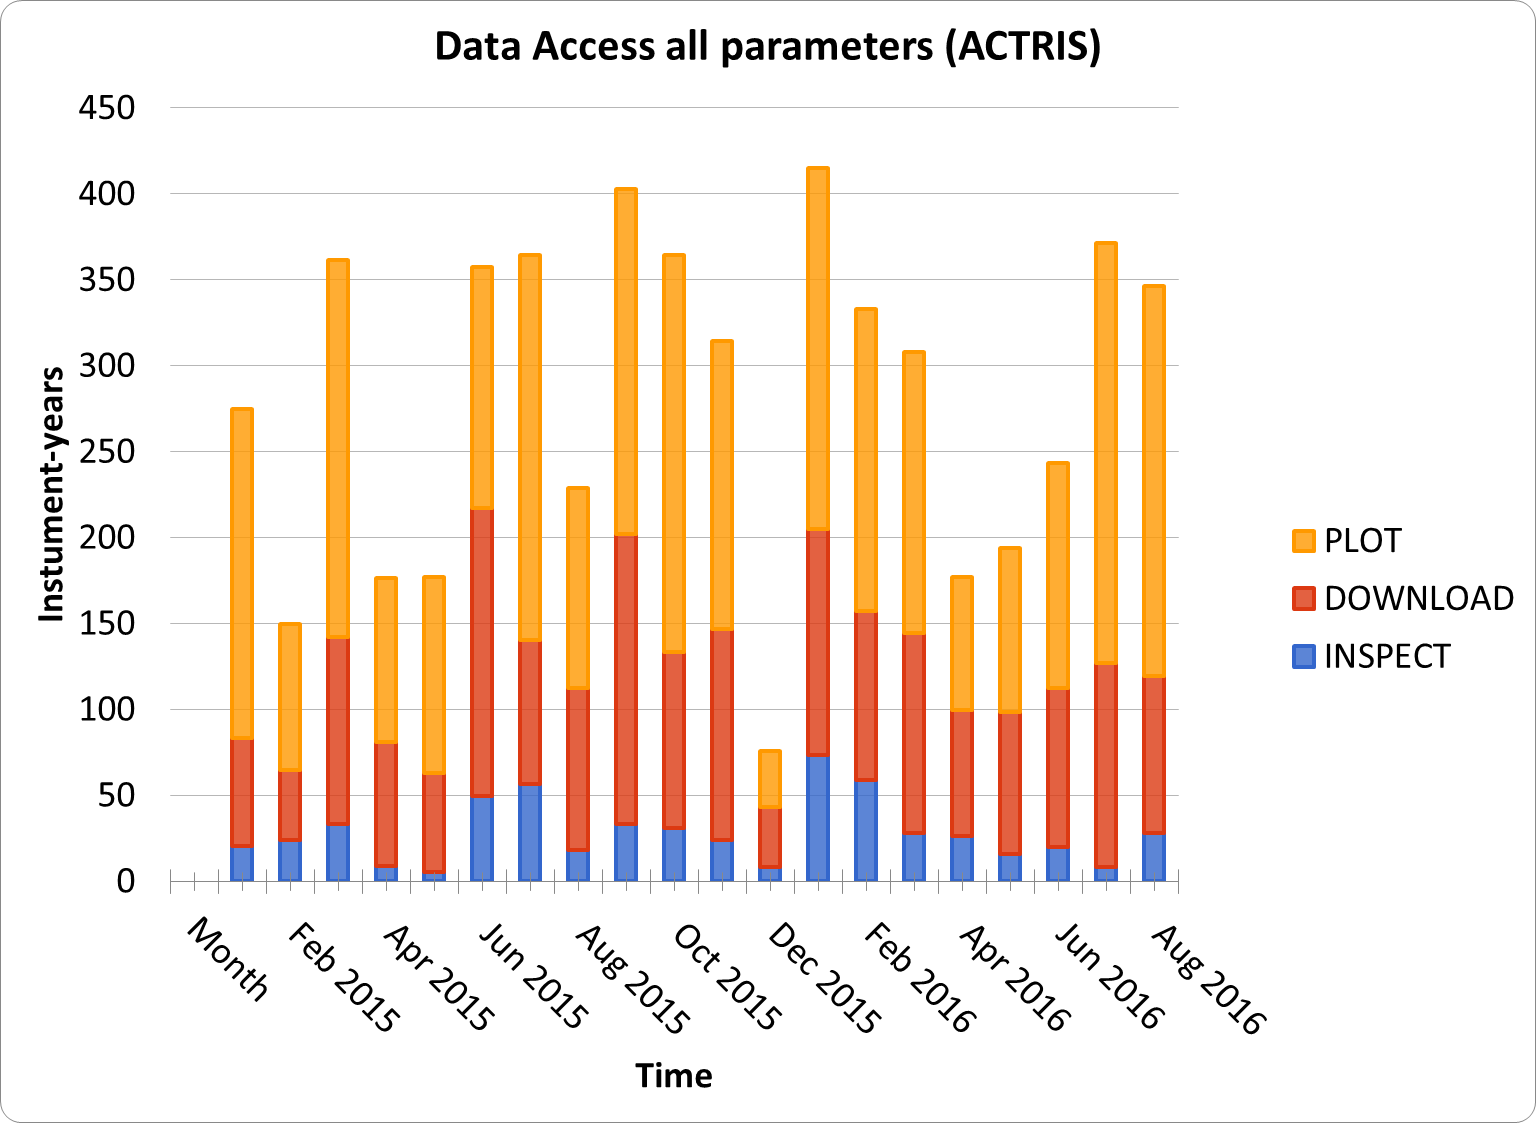 Data Access all parameters (ACTRIS)
450
400
350
300
250
200
150
100
50
0
Instument-years
PLOT
DOWNLOAD
INSPECT
Month
Feb 2015
Apr 2015
Jun 2015
Aug 2015
Oct 2015
Dec 2015
Feb 2016
Apr 2016
Jun 2016
Aug 2016
Time